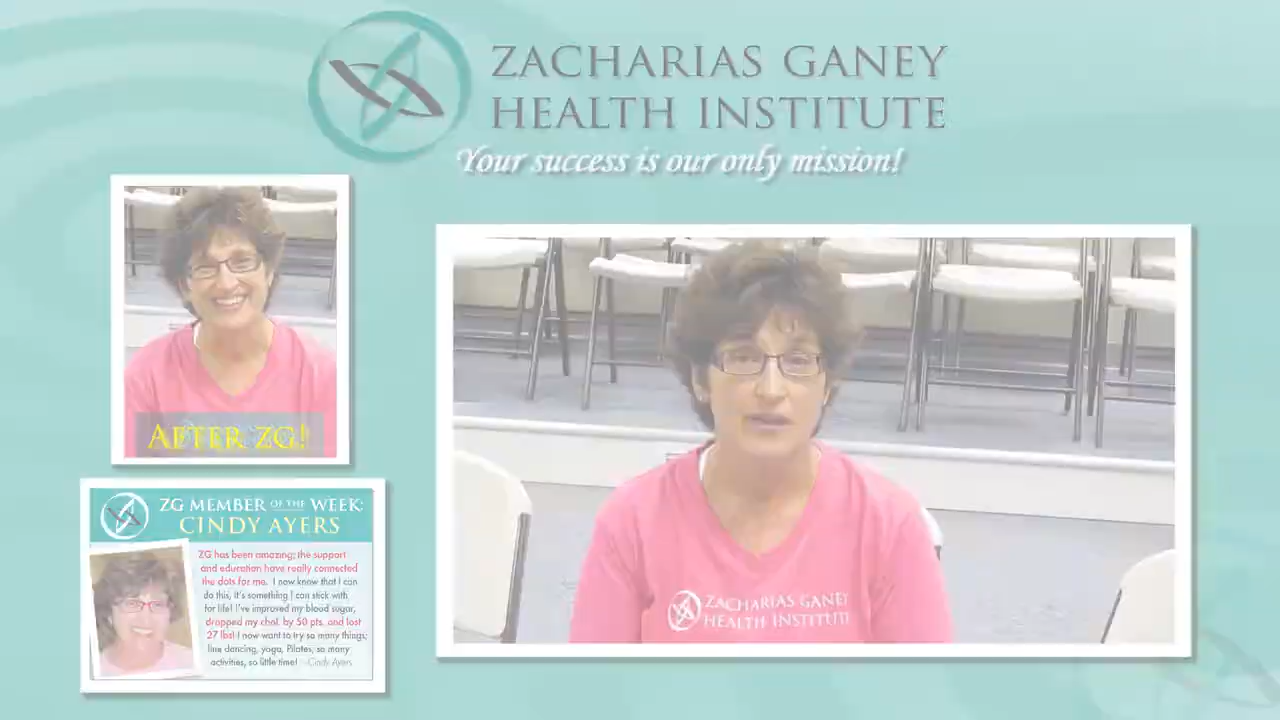 ZACHARIAS GANEY
HEALTH INSTITUTE
Your success is our only mission!
AFTER ZG!
ZG MEMBER OF THE WEEK:
CINDY AYERS
ZG has been amazing; the support
and education have really connected
the dots for me. I now know that I can
do this, it's something I can stick with
for life! I've improved my blood sugar,
dropped my chol. by 50 pts. and lost
27 lbs! I now want to try so many things;
line dancing, yoga, Pilates, so many
activities, so little time! -Cindy Ayers
ZACHARIAS GANEY
HEALTH INSTITUTE